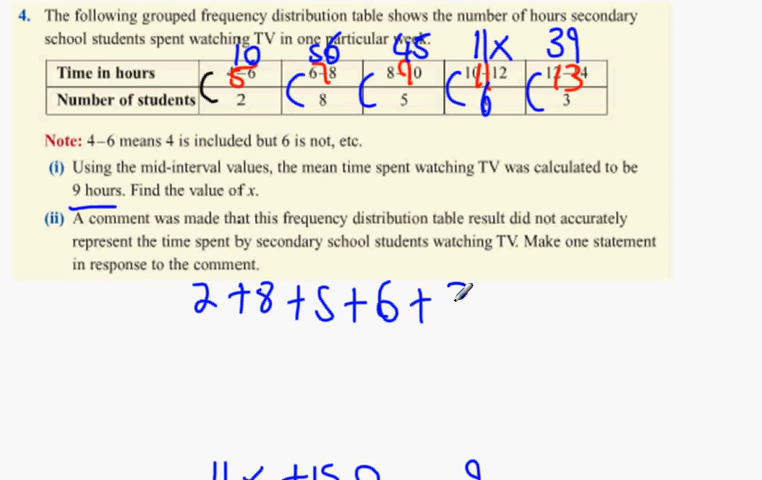 4. The following grouped frequency distribution table shows the number of hours secondary
school students spent watching TV in one particular week.
10 56 45 11x 39
Time in hours 6 6–8 8–10 10–12 12–14
5 7 9 11 13
Number of students 2 8 5 6 3
Note: 4–6 means 4 is included but 6 is not, etc.
(i) Using the mid-interval values, the mean time spent watching TV was calculated to be
9 hours. Find the value of x.
(ii) A comment was made that this frequency distribution table result did not accurately
represent the time spent by secondary school students watching TV. Make one statement
in response to the comment.
2+8+5+6+
11x +150 9